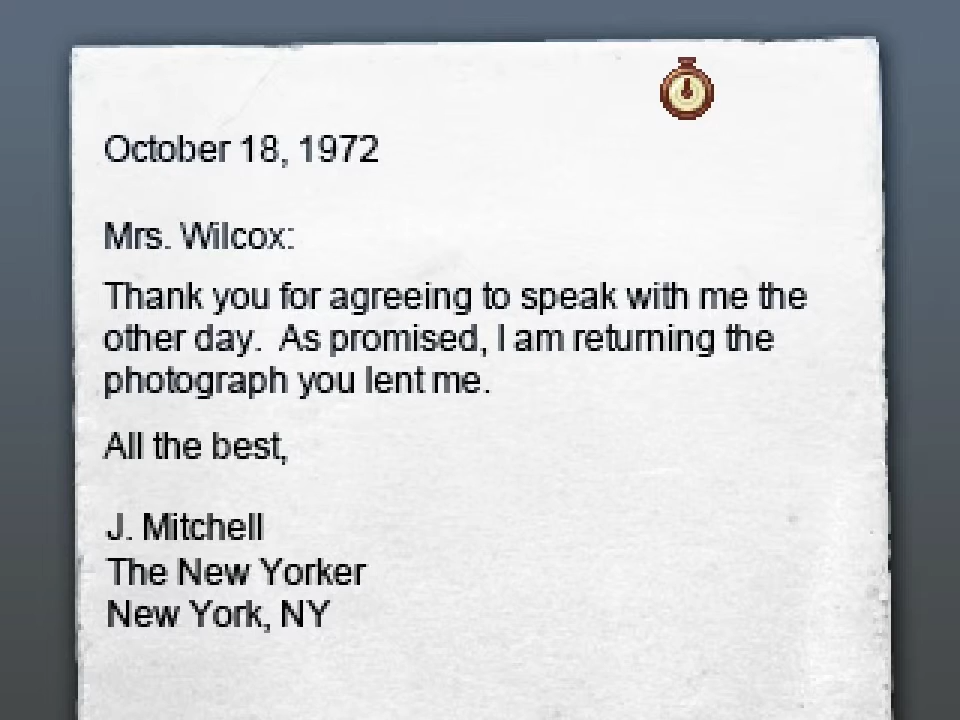 October 18, 1972
Mrs. Wilcox:
Thank you for agreeing to speak with me the
other day.  As promised, I am returning the
photograph you lent me.
All the best,
J. Mitchell
The New Yorker
New York, NY